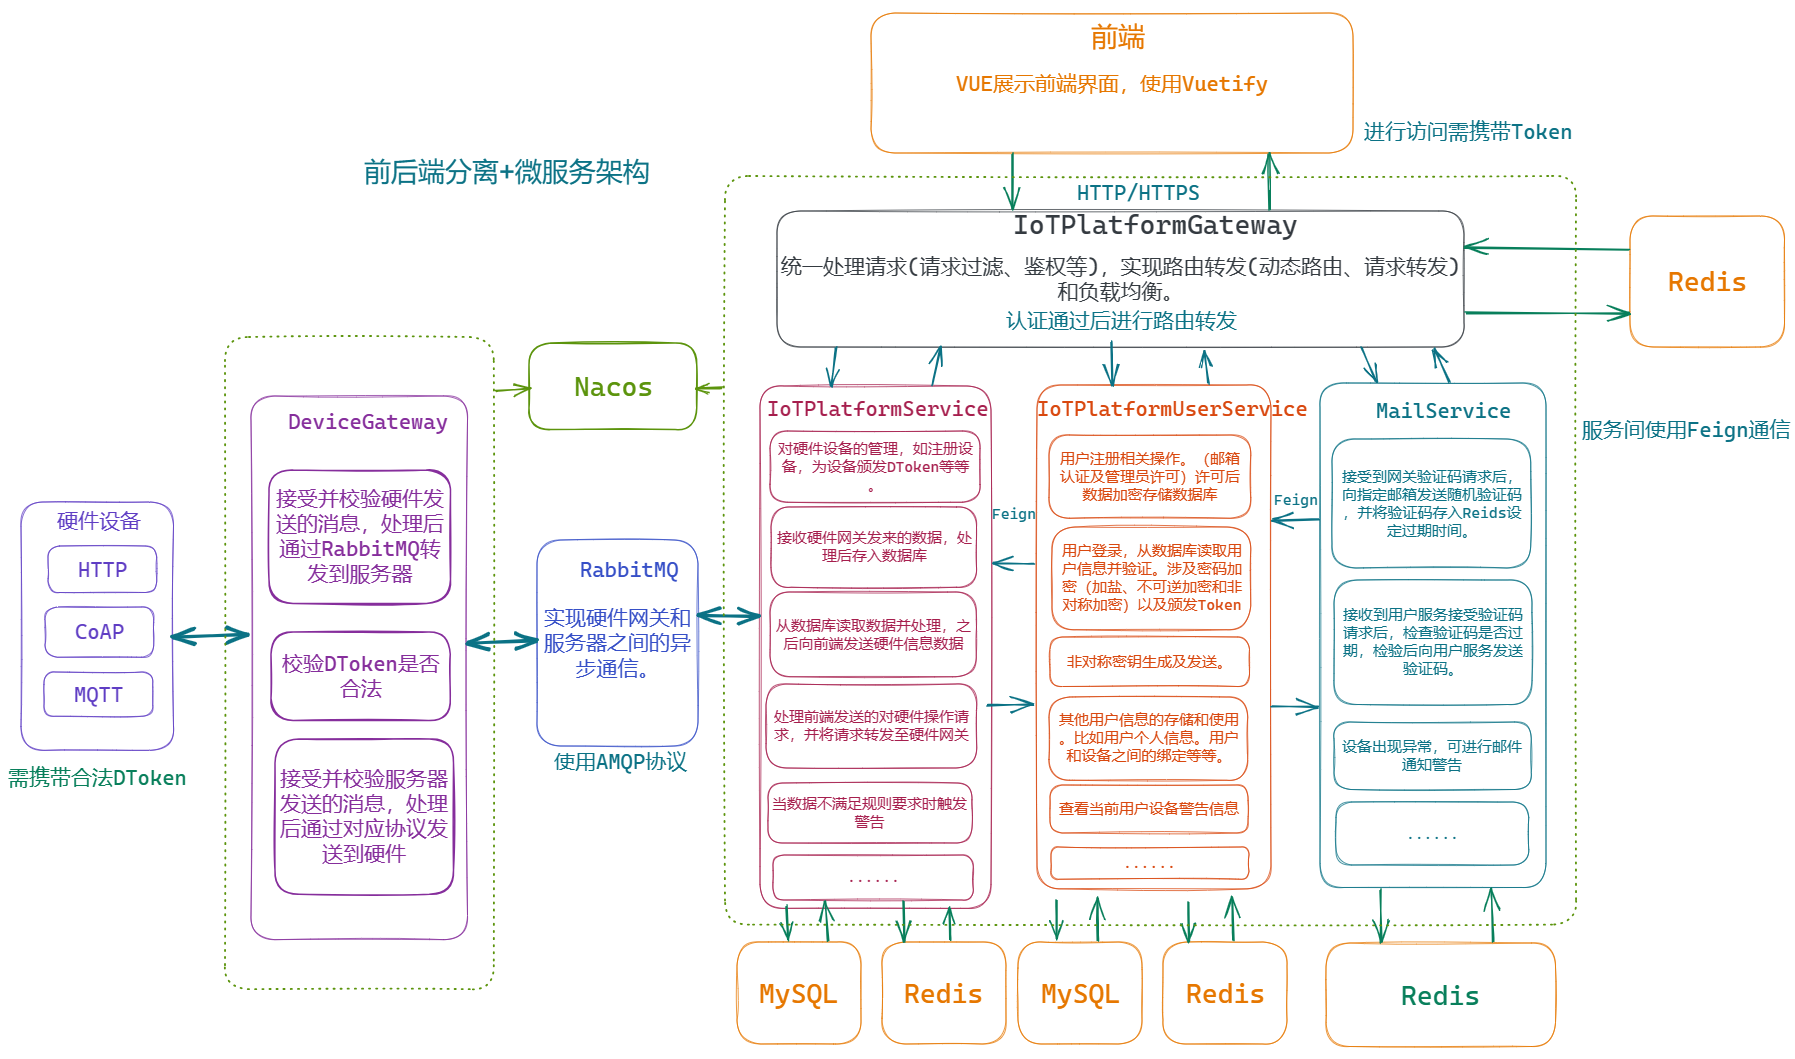 前端
VUE展示前端界面，使用Vuetify
进行访问需携带Token
前后端分离+微服务架构
HTTP/HTTPS
IoTPlatformGateway
统一处理请求(请求过滤、鉴权等)，实现路由转发(动态路由、请求转发)
和负载均衡。
认证通过后进行路由转发
Redis
Nacos
DeviceGateway
接受并校验硬件发
送的消息，处理后
通过RabbitMQ转
发到服务器
校验DToken是否
合法
接受并校验服务器
发送的消息，处理
后通过对应协议发
送到硬件
硬件设备
HTTP
CoAP
MQTT
需携带合法DToken
RabbitMQ
实现硬件网关和
服务器之间的异
步通信。
使用AMQP协议
IoTPlatformService
对硬件设备的管理，如注册设
备，为设备颁发DToken等等
。
接收硬件网关发来的数据，处
理后存入数据库
从数据库读取数据并处理，之
后向前端发送硬件信息数据
处理前端发送的对硬件操作请
求，并将请求转发至硬件网关
当数据不满足规则要求时触发
警告
......
Feign
IoTPlatformUserService
用户注册相关操作。（邮箱
认证及管理员许可）许可后
数据加密存储数据库
用户登录，从数据库读取用
户信息并验证。涉及密码加
密（加盐、不可逆加密和非
对称加密）以及颁发Token
非对称密钥生成及发送。
其他用户信息的存储和使用
。比如用户个人信息。用户
和设备之间的绑定等等。
查看当前用户设备警告信息
......
Feign
MailService
接受到网关验证码请求后，
向指定邮箱发送随机验证码
，并将验证码存入Reids设
定过期时间。
接收到用户服务接受验证码
请求后，检查验证码是否过
期，检验后向用户服务发送
验证码。
设备出现异常，可进行邮件
通知警告
......
服务间使用Feign通信
MySQL
Redis
MySQL
Redis
Redis